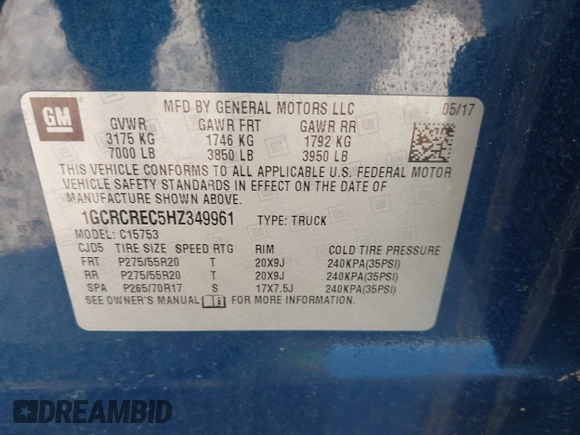 GM
MFD BY GENERAL MOTORS LLC
05/17
GVWR GAWR FRT GAWR RR
3175 KG 1746 KG 1792 KG
7000 LB 3850 LB 3950 LB
THIS VEHICLE CONFORMS TO ALL APPLICABLE U.S. FEDERAL MOTOR
VEHICLE SAFETY STANDARDS IN EFFECT ON THE DATE OF
MANUFACTURE SHOWN ABOVE.
1GCRCREC5HZ349961 TYPE: TRUCK
MODEL: C15753
CJD5 TIRE SIZE SPEED RTG RIM COLD TIRE PRESSURE
FRT P275/55R20 T 20X9J 240KPA(35PSI)
RR P275/55R20 T 20X9J 240KPA(35PSI)
SPA P265/70R17 S 17X7.5J 240KPA(35PSI)
SEE OWNER'S MANUAL FOR MORE INFORMATION.
DREAMBID